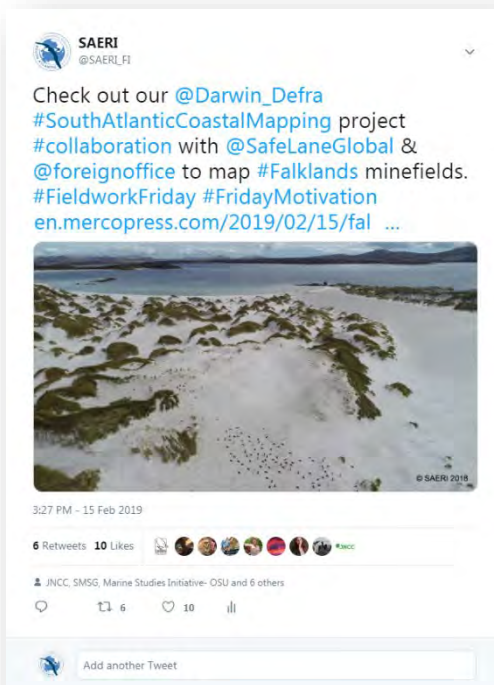 SAERI
@SAERI_FI
Check out our @Darwin_Defra
#SouthAtlanticCoastalMapping project
#collaboration with @SafeLaneGlobal &
@foreignoffice to map #Falklands minefields.
#FieldworkFriday #FridayMotivation
en.mercopress.com/2019/02/15/fal ...
© SAERI 2018
3:27 PM - 15 Feb 2019
6 Retweets 10 Likes
JNCC
JNCC, SMSG, Marine Studies Initiative- OSU and 6 others
6 10
Add another Tweet